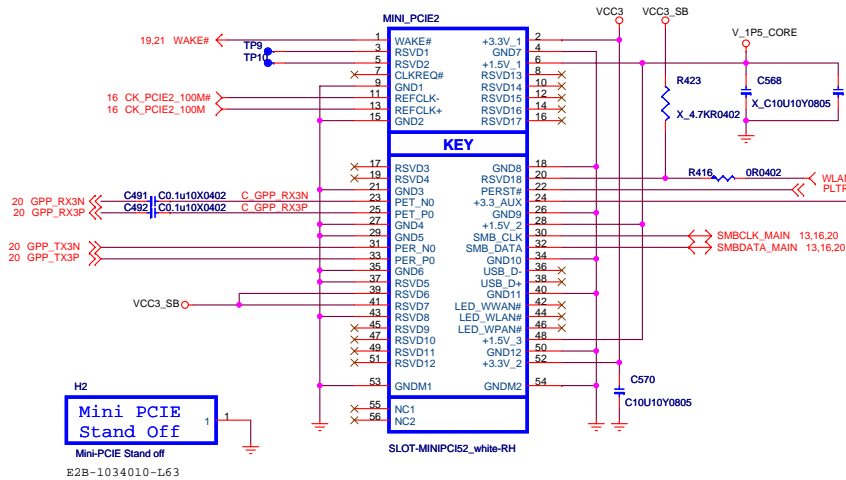 MINI_PCIE2
VCC3 VCC3_SB
V_1P5_CORE
19,21 WAKE# 1 WAKE# +3.3V_1 2
TP9 3 RSVD1 GND7 4
TP10 5 RSVD2 +1.5V_1 6
7 CLKREQ# RSVD13 8
9 GND1 RSVD14 10
16 CK_PCIE2_100M# 11 REFCLK- RSVD15 12
16 CK_PCIE2_100M 13 REFCLK+ RSVD16 14
15 GND2 RSVD17 16
R423
X_4.7KR0402
C568
X_C10U10Y0805
KEY
17 RSVD3 GND8 18
19 RSVD4 RSVD18 20
R416 0R0402 WLAN
21 GND3 PERST# 22
PLTR
20 GPP_RX3N C491 C0.1u10X0402 C_GPP_RX3N 23 PET_N0 +3.3_AUX 24
20 GPP_RX3P C492 C0.1u10X0402 C_GPP_RX3P 25 PET_P0 GND9 26
27 GND4 +1.5V_2 28
29 GND5 SMB_CLK 30 SMBCLK_MAIN 13,16,20
20 GPP_TX3N 31 PER_N0 SMB_DATA 32 SMBDATA_MAIN 13,16,20
20 GPP_TX3P 33 PER_P0 GND10 34
35 GND6 USB_D- 36
37 RSVD5 USB_D+ 38
39 RSVD6 GND11 40
VCC3_SB 41 RSVD7 LED_WWAN# 42
43 RSVD8 LED_WLAN# 44
45 RSVD9 LED_WPAN# 46
47 RSVD10 +1.5V_3 48
49 RSVD11 GND12 50
51 RSVD12 +3.3V_2 52
53 GNDM1 GNDM2 54
C570
C10U10Y0805
55 NC1
56 NC2
SLOT-MINIPCI52_white-RH
H2
Mini PCIE
Stand Off
1 1
Mini-PCIE Stand off
E2B-1034010-L63